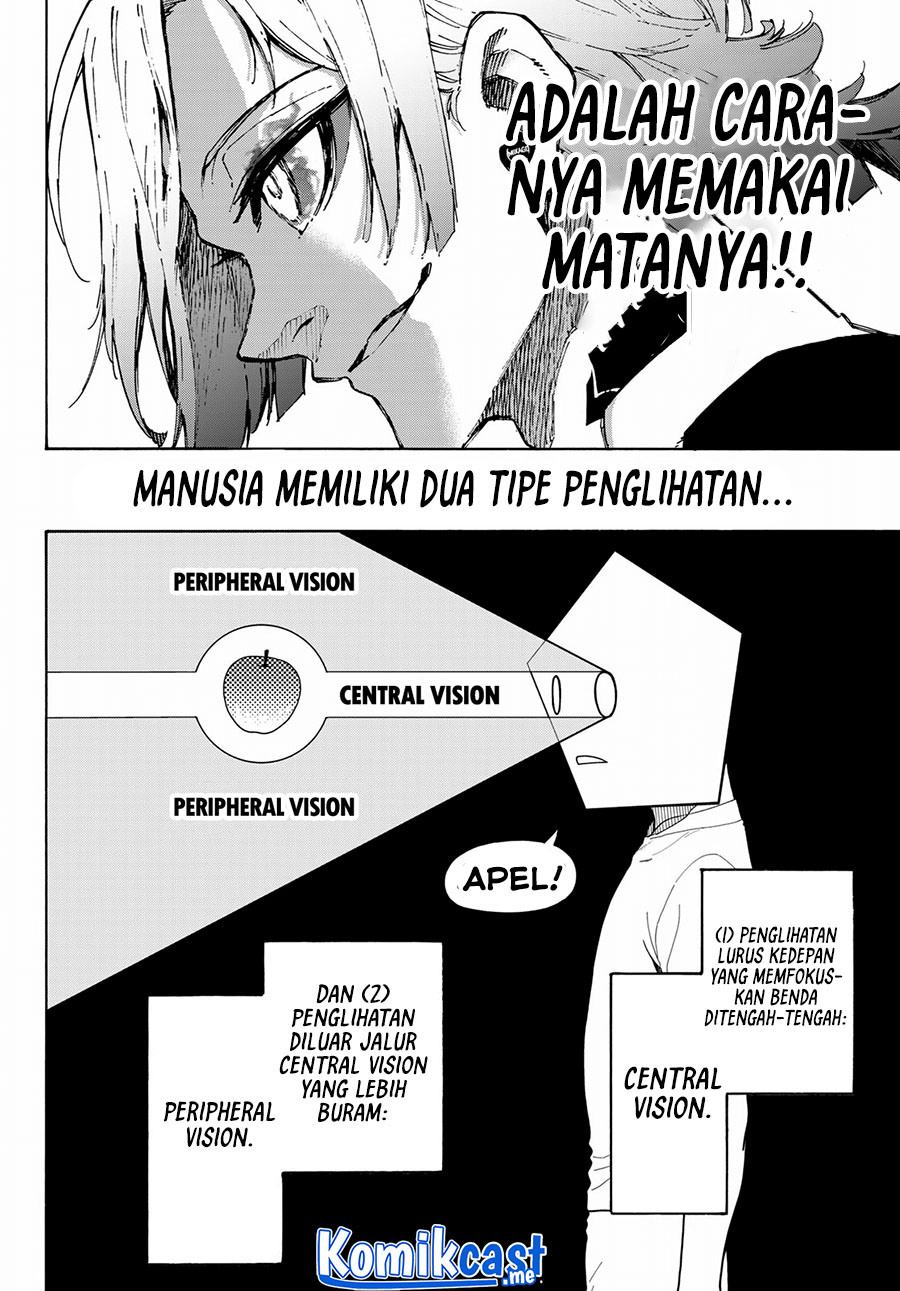 ADALAH CARA-
NYA MEMAKAI
MATANYA!!
MIKAGE
MANUSIA MEMILIKI DUA TIPE PENGLIHATAN...
PERIPHERAL VISION
CENTRAL VISION
PERIPHERAL VISION
APEL!
(1) PENGLIHATAN
LURUS KEDEPAN
YANG MEMFOKUS-
KAN BENDA
DITENGAH-TENGAH:
CENTRAL
VISION.
DAN (2)
PENGLIHATAN
DILUAR JALUR
CENTRAL VISION
YANG LEBIH
BURAM:
PERIPHERAL
VISION.
Komikcast
.me